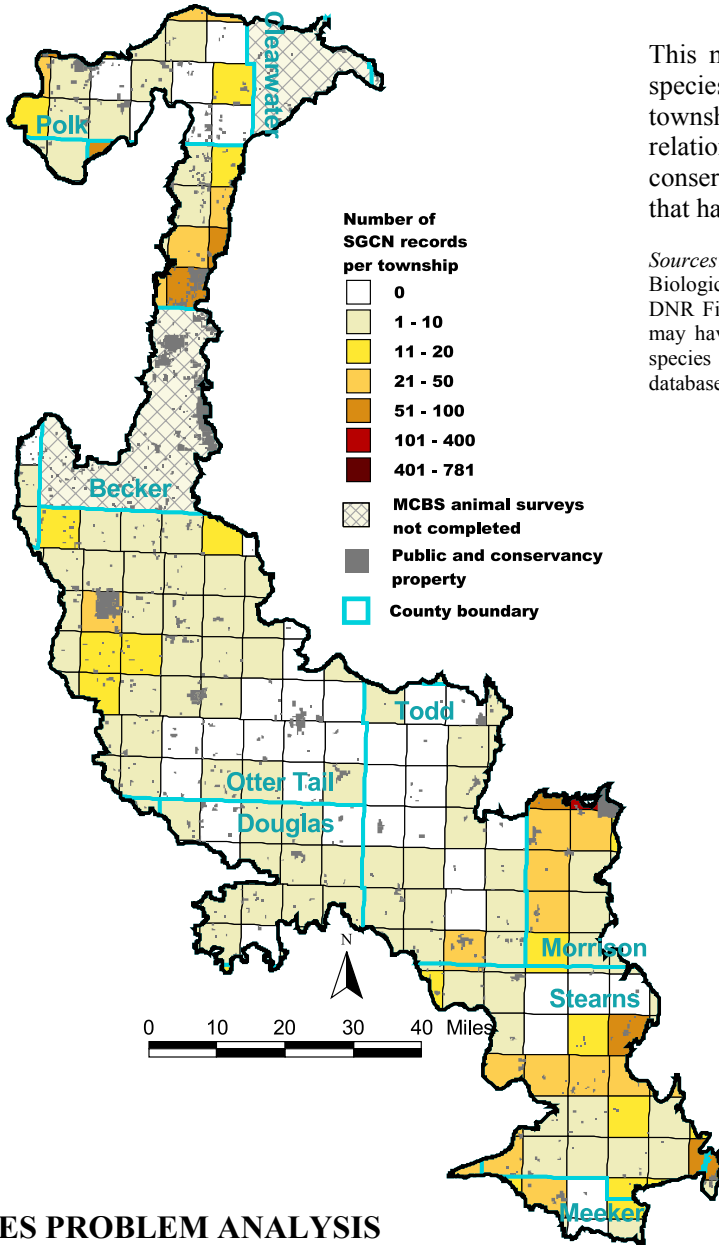 Clearwater
Polk
This m
species
townsh
relation
conser
that ha
Number of
SGCN records
per township
0
1 - 10
11 - 20
21 - 50
51 - 100
101 - 400
401 - 781
MCBS animal surveys
not completed
Public and conservancy
property
County boundary
Sources
Biologic
DNR Fi
may hav
species
database
Becker
Todd
Otter Tail
Douglas
Morrison
Stearns
N
0 10 20 30 40 Miles
Meeker
ES PROBLEM ANALYSIS